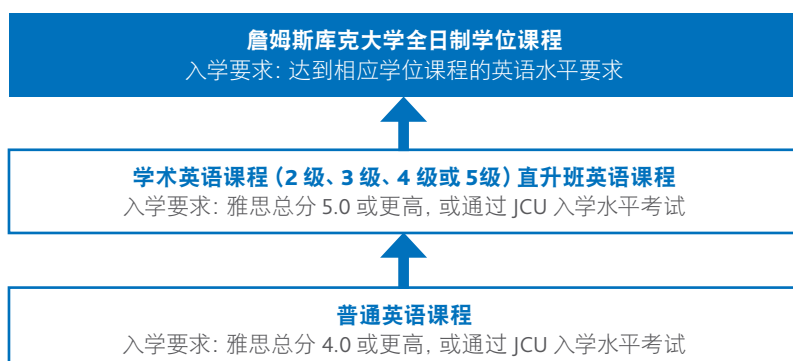 詹姆斯库克大学全日制学位课程
入学要求: 达到相应学位课程的英语水平要求
学术英语课程 (2 级、3 级、4 级或 5级) 直升班英语课程
入学要求: 雅思总分 5.0 或更高, 或通过 JCU 入学水平考试
普通英语课程
入学要求: 雅思总分 4.0 或更高, 或通过 JCU 入学水平考试